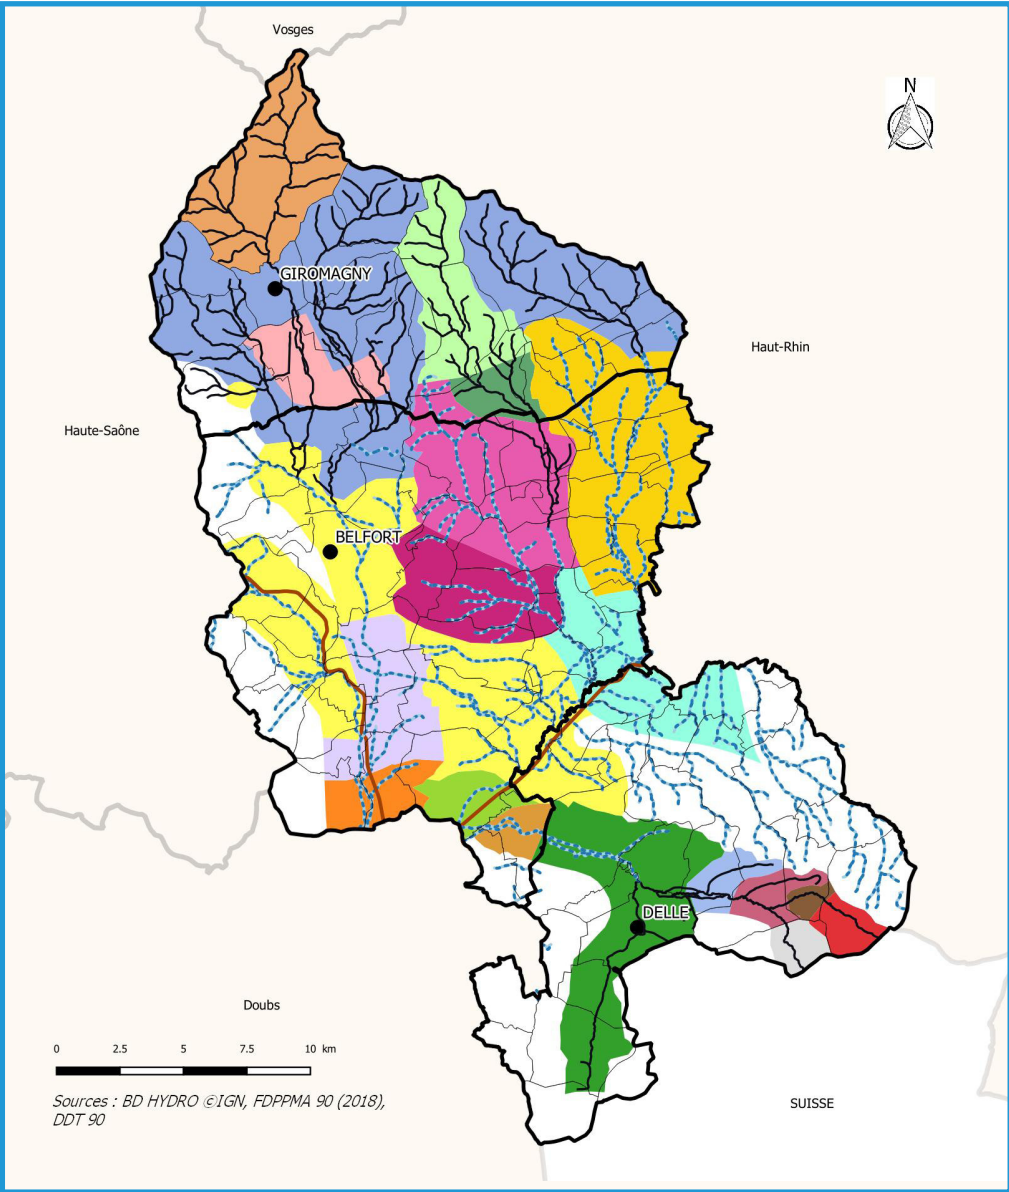 Vosges
N
GIROMAGNY
Haut-Rhin
Haute-Saône
BELFORT
DELLE
Doubs
0 2.5 5 7.5 10 km
Sources : BD HYDRO ©IGN, FDPPMA 90 (2018),
DDT 90
SUISSE